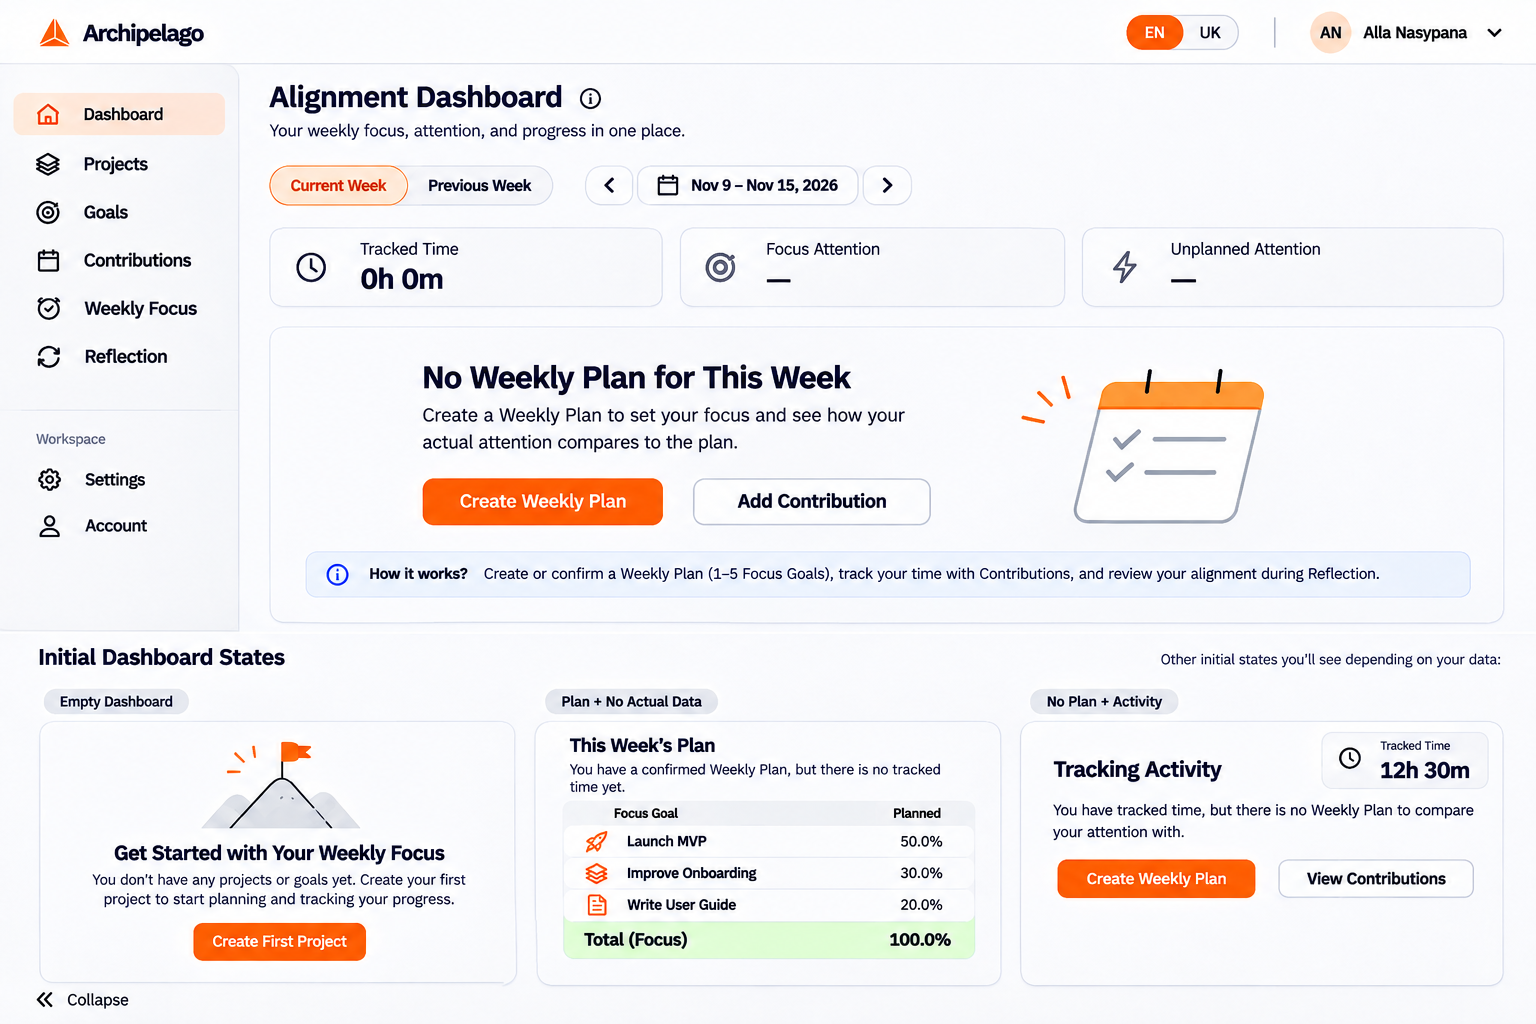 Archipelago
EN
UK
AN
Alla Nasypana
Dashboard
Projects
Goals
Contributions
Weekly Focus
Reflection
Workspace
Settings
Account
Alignment Dashboard
Your weekly focus, attention, and progress in one place.
Current Week
Previous Week
Nov 9 – Nov 15, 2026
Tracked Time
0h 0m
Focus Attention
—
Unplanned Attention
—
No Weekly Plan for This Week
Create a Weekly Plan to set your focus and see how your
actual attention compares to the plan.
Create Weekly Plan
Add Contribution
How it works? Create or confirm a Weekly Plan (1–5 Focus Goals), track your time with Contributions, and review your alignment during Reflection.
Initial Dashboard States
Other initial states you'll see depending on your data:
Empty Dashboard
Get Started with Your Weekly Focus
You don't have any projects or goals yet. Create your first
project to start planning and tracking your progress.
Create First Project
Plan + No Actual Data
This Week's Plan
You have a confirmed Weekly Plan, but there is no tracked
time yet.
Focus Goal Planned
Launch MVP 50.0%
Improve Onboarding 30.0%
Write User Guide 20.0%
Total (Focus) 100.0%
No Plan + Activity
Tracking Activity
Tracked Time
12h 30m
You have tracked time, but there is no Weekly Plan to compare
your attention with.
Create Weekly Plan
View Contributions
Collapse